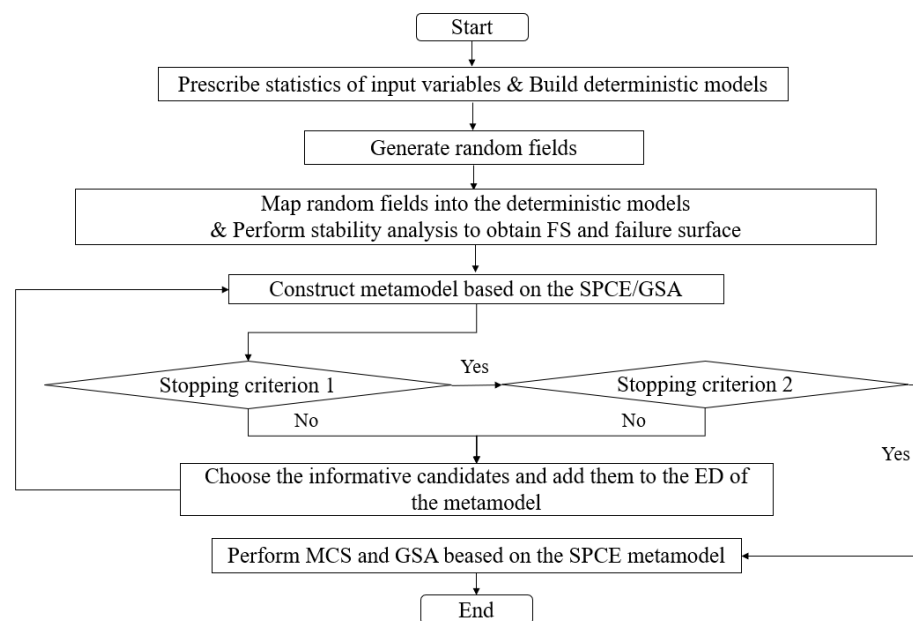 Start
Prescribe statistics of input variables & Build deterministic models
Generate random fields
Map random fields into the deterministic models
& Perform stability analysis to obtain FS and failure surface
Construct metamodel based on the SPCE/GSA
Stopping criterion 1
Yes
Stopping criterion 2
No
No
Yes
Choose the informative candidates and add them to the ED of
the metamodel
Perform MCS and GSA beased on the SPCE metamodel
End